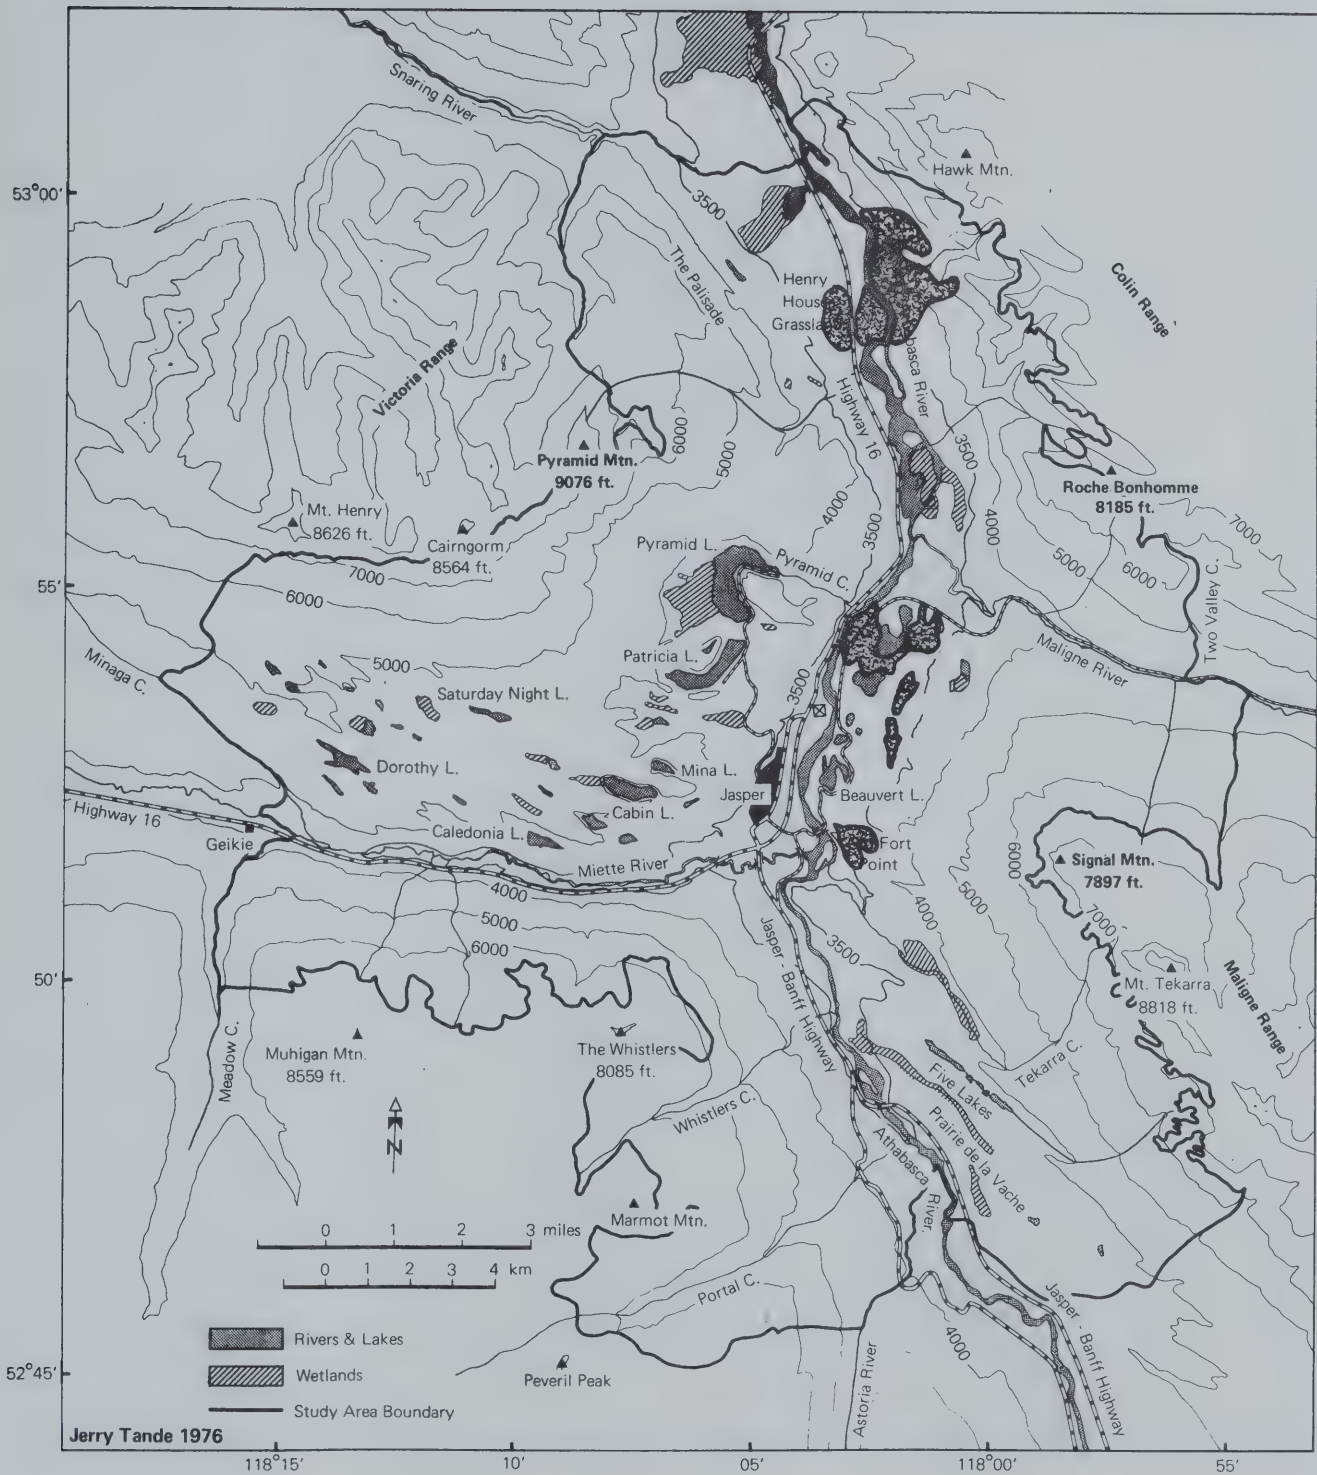 Snaring River
Hawk Mtn.
53°00'
3500
The Palisade
Henry
House
Colin Range
Victoria Range
Highway 16
6000
5000
3500
Pyramid Mtn.
9076 ft.
Roche Bonhomme
8185 ft.
Mt. Henry
8626 ft.
Cairngorm
8564 ft.
4000
3500
4000
7000
5000
6000
Pyramid L.
Pyramid C.
55'
7000
6000
Two Valley C.
Minaga C.
5000
Patricia L.
Maligne River
Saturday Night L.
3500
Dorothy L.
Mina L.
Jasper
Beauvert L.
Highway 16
Cabin L.
Geikie
Caledonia L.
Fort
Point
Miette River
6000
Signal Mtn.
7897 ft.
4000
5000
6000
4000
5000
7000
Jasper - Banff Highway
3500
50'
Mt. Tekarra
8818 ft.
Maligne Range
Meadow C.
Muhigan Mtn.
8559 ft.
The Whistlers
8085 ft.
Five Lakes
Tekarra C.
N
Whistlers C.
Prairie de la Vache
Athabasca
River
Marmot Mtn.
0 1 2 3 miles
0 1 2 3 4 km
Portal C.
Jasper - Banff Highway
4000
Rivers & Lakes
Wetlands
Study Area Boundary
52°45'
Peveril Peak
Astoria River
Jerry Tande 1976
118°15' 10' 05' 118°00' 55'